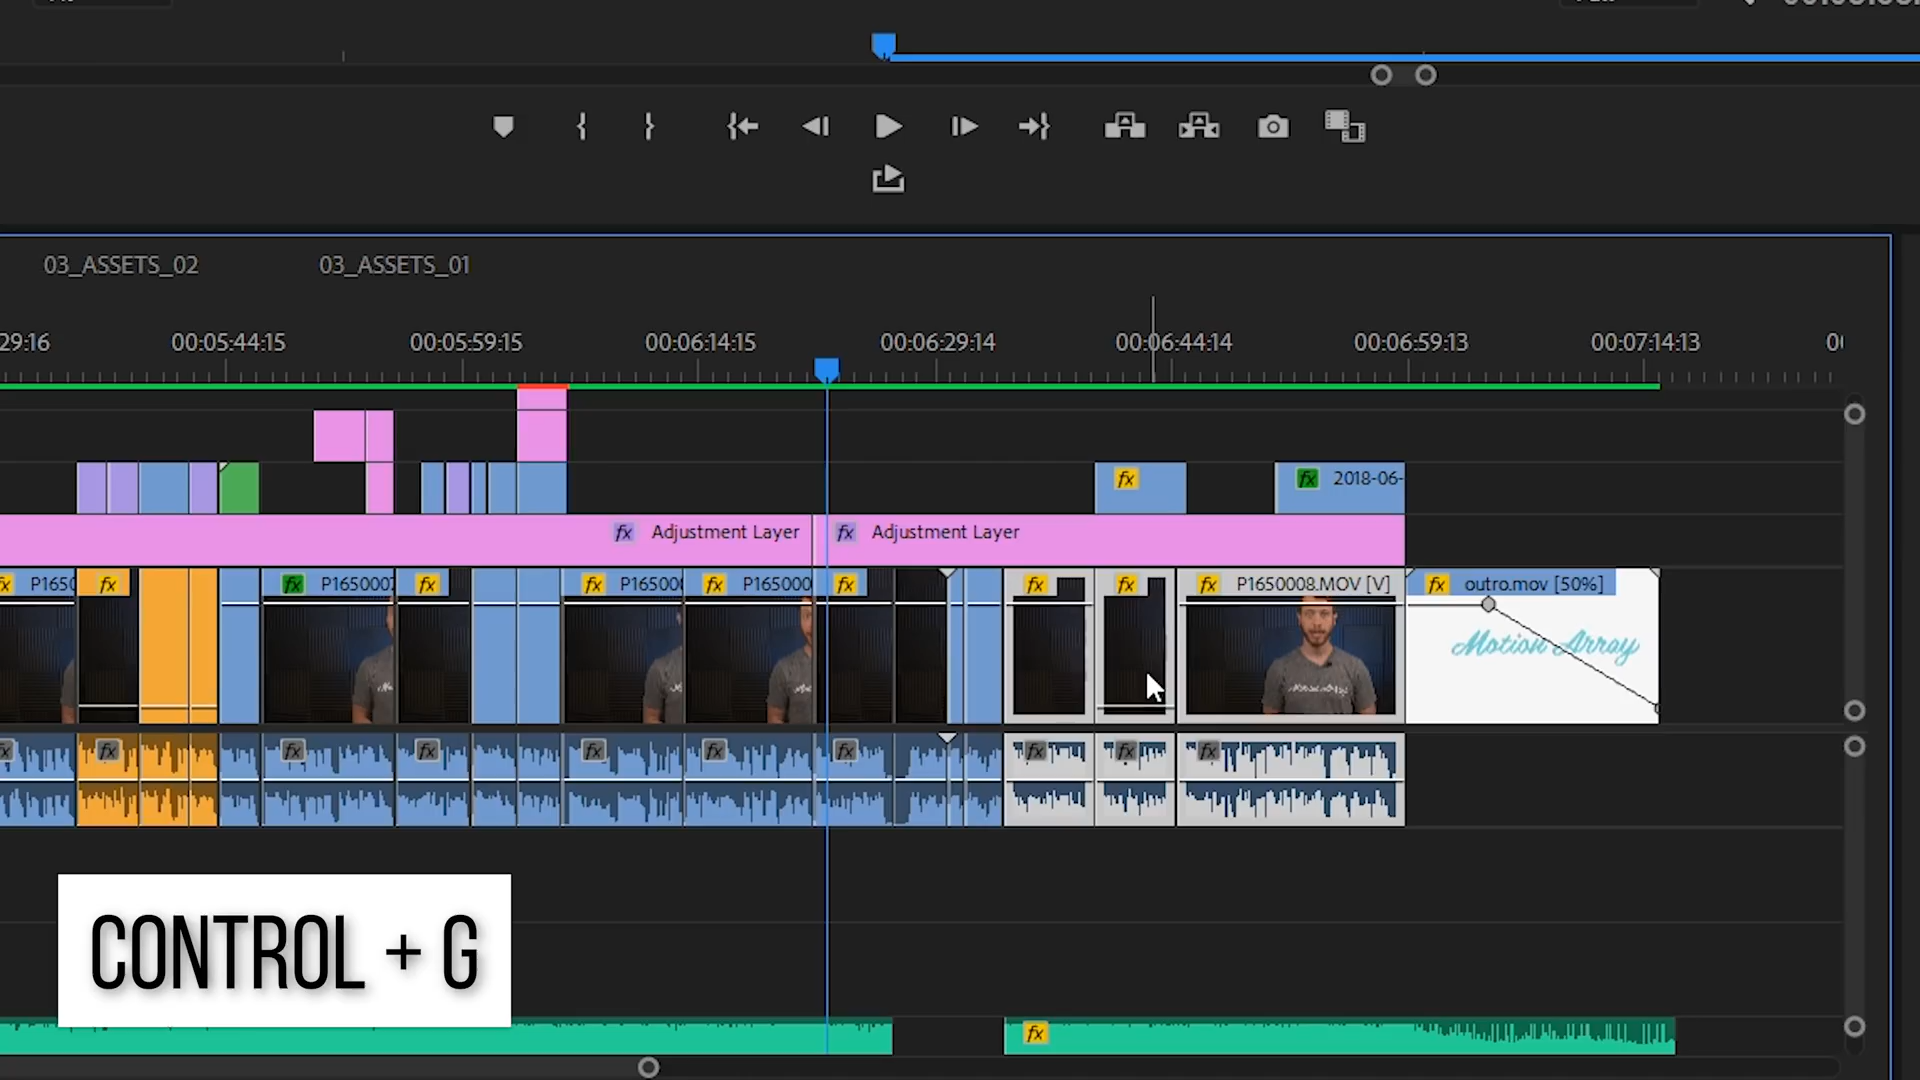 03_ASSETS_02 03_ASSETS_01
29:16 00:05:44:15 00:05:59:15 00:06:14:15 00:06:29:14 00:06:44:14 00:06:59:13 00:07:14:13
fx fx 2018-06-
fx Adjustment Layer fx Adjustment Layer
P1650 fx fx P1650007 fx fx P16500 fx P165000 fx fx fx fx P1650008.MOV [V] fx outro.mov [50%]
Motion Array
fx fx fx fx fx fx fx fx fx fx
CONTROL + G
fx